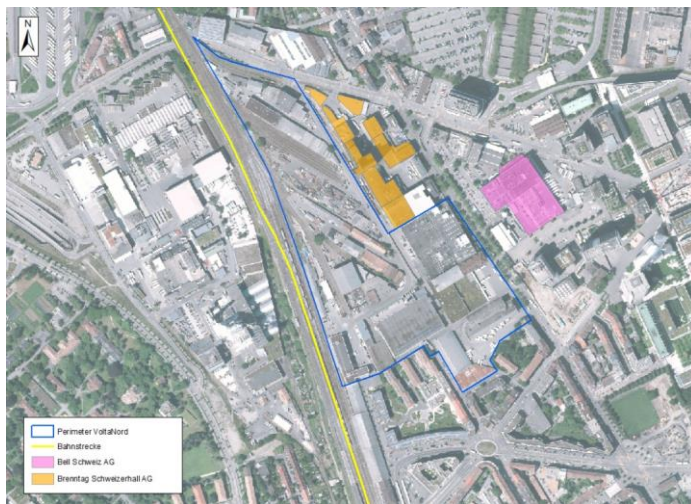 N
Perimeter VoltaNord
Bahnstrecke
Bell Schweiz AG
Brenntag Schweizerhall AG